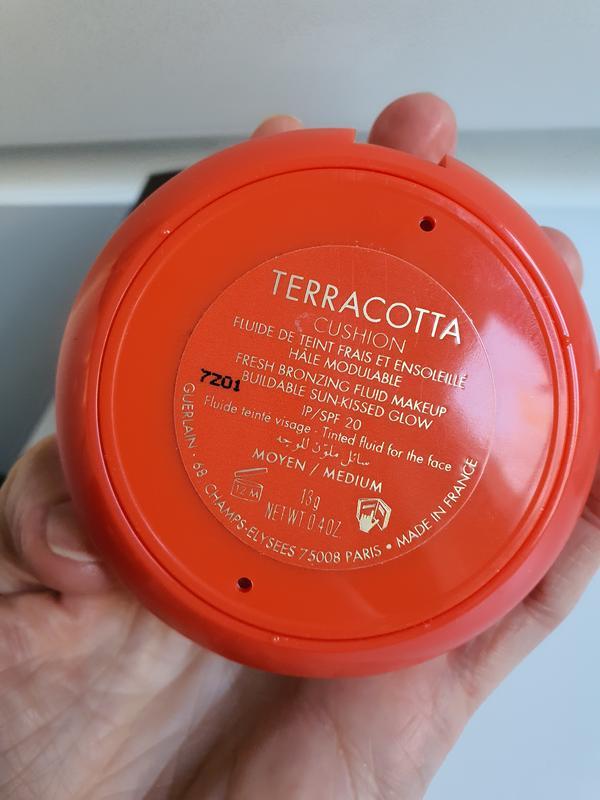 TERRACOTTA
CUSHION
FLUIDE DE TEINT FRAIS ET ENSOLEILLÉ
HÂLE MODULABLE
FRESH BRONZING FLUID MAKEUP
BUILDABLE SUN-KISSED GLOW
7201
IP/SPF 20
Fluide teinté visage - Tinted fluid for the face
سائل ملوّن للوجه
MOYEN / MEDIUM
12 M
13g
NET WT 0.4 OZ.
GUERLAIN • 68 CHAMPS-ELYSEES 75008 PARIS • MADE IN FRANCE